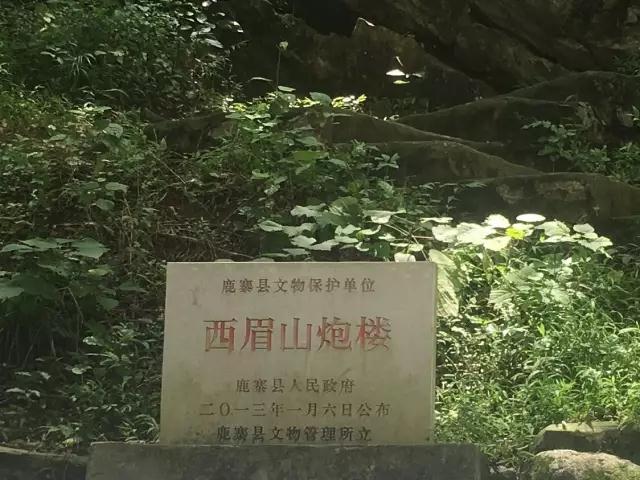 鹿寨县文物保护单位
西眉山炮楼
鹿寨县人民政府
二〇一三年一月六日公布
鹿寨县文物管理所立